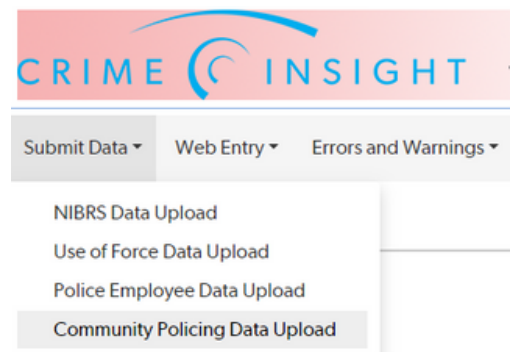 CRIME INSIGHT
Submit Data Web Entry Errors and Warnings
NIBRS Data Upload
Use of Force Data Upload
Police Employee Data Upload
Community Policing Data Upload